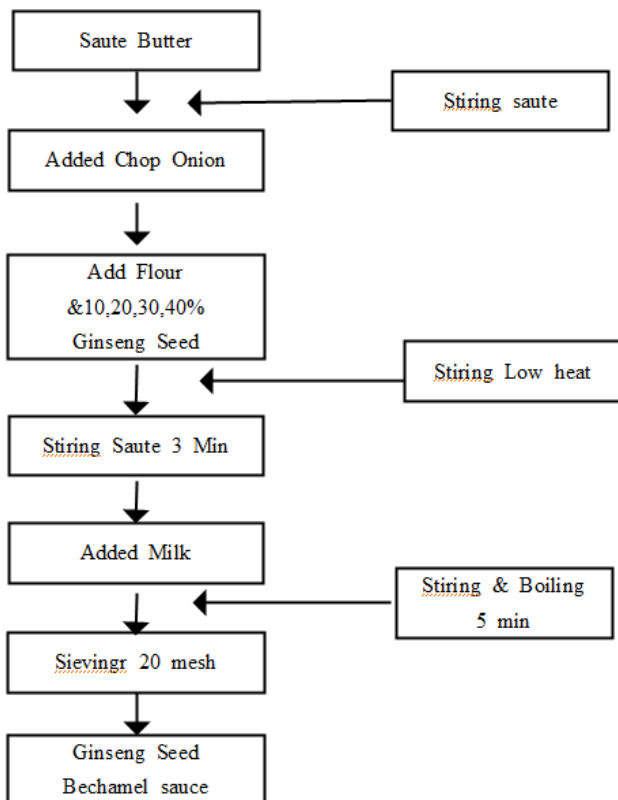 Saute Butter
Stiring saute
Added Chop Onion
Add Flour
&10,20,30,40%
Ginseng Seed
Stiring Low heat
Stiring Saute 3 Min
Added Milk
Stiring & Boiling
5 min
Sievingr 20 mesh
Ginseng Seed
Bechamel sauce